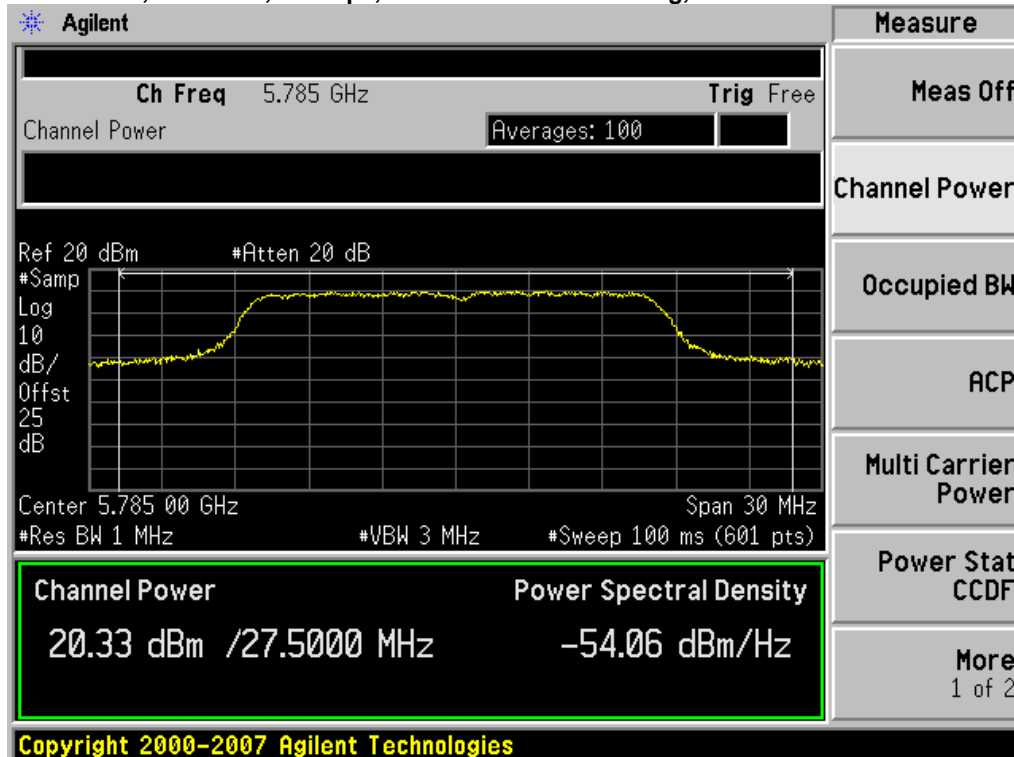 Agilent
Measure
Ch Freq 5.785 GHz
Trig Free
Meas Off
Channel Power
Averages: 100
Channel Power
Ref 20 dBm #Atten 20 dB
#Samp
Log
10
dB/
Offst
25
dB
Occupied BW
ACP
Multi Carrier
Power
Center 5.785 00 GHz
Span 30 MHz
#Res BW 1 MHz #VBW 3 MHz #Sweep 100 ms (601 pts)
Power Stat
CCDF
Channel Power
Power Spectral Density
20.33 dBm /27.5000 MHz
-54.06 dBm/Hz
More
1 of 2
Copyright 2000-2007 Agilent Technologies